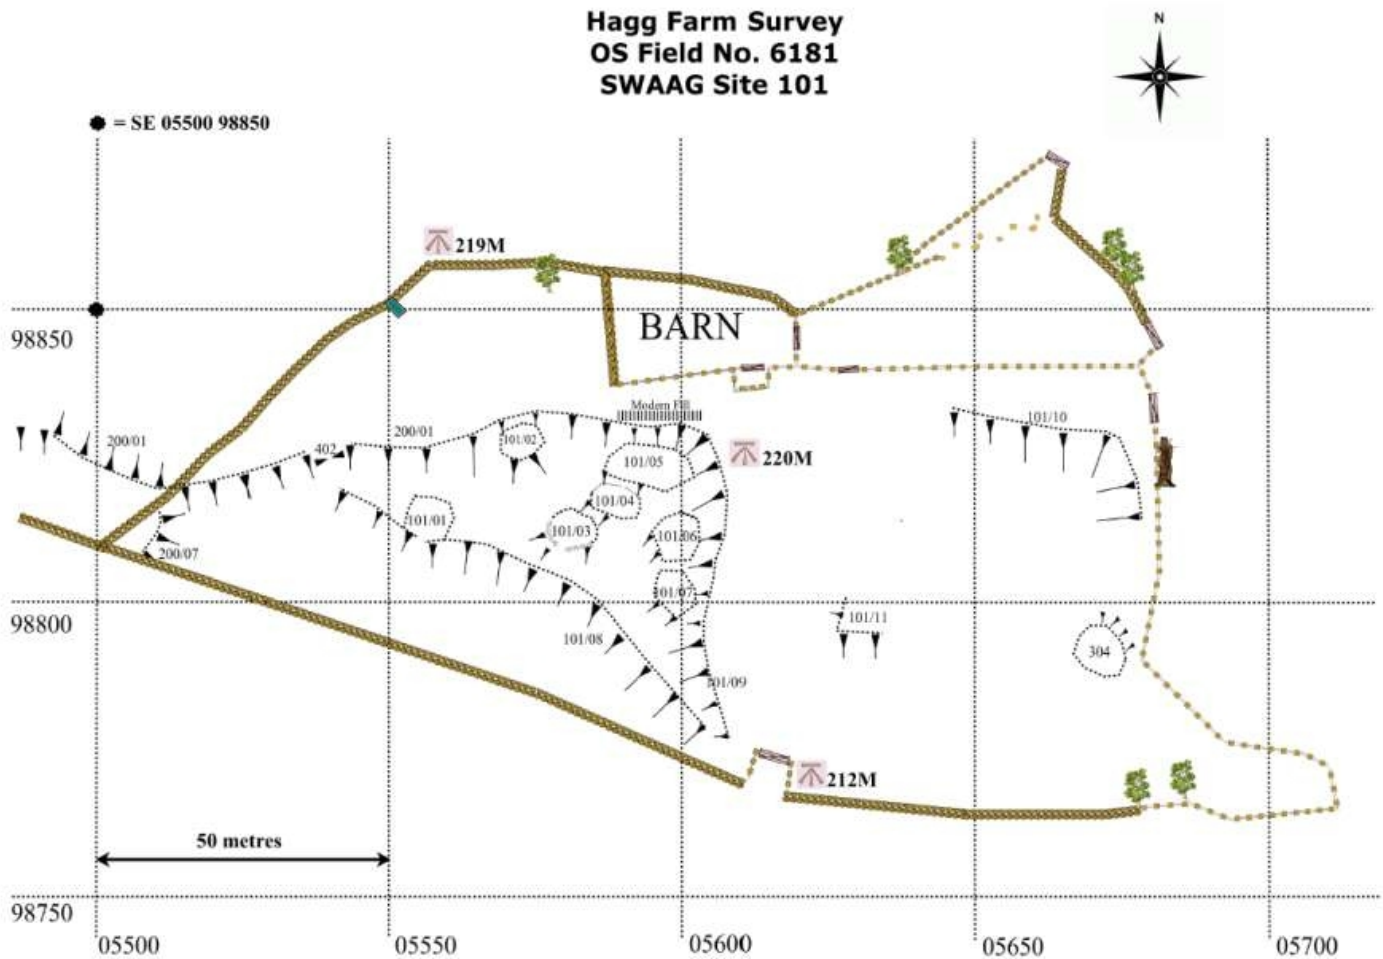 Hagg Farm Survey
OS Field No. 6181
SWAAG Site 101
N
= SE 05500 98850
219M
98850
BARN
Modern Fill
200/01
402
200/01
101/02
101/05
220M
101/10
101/04
101/01
101/03
101/06
200/07
101/07
98800
101/08
101/11
304
101/09
212M
50 metres
98750
05500
05550
05600
05650
05700